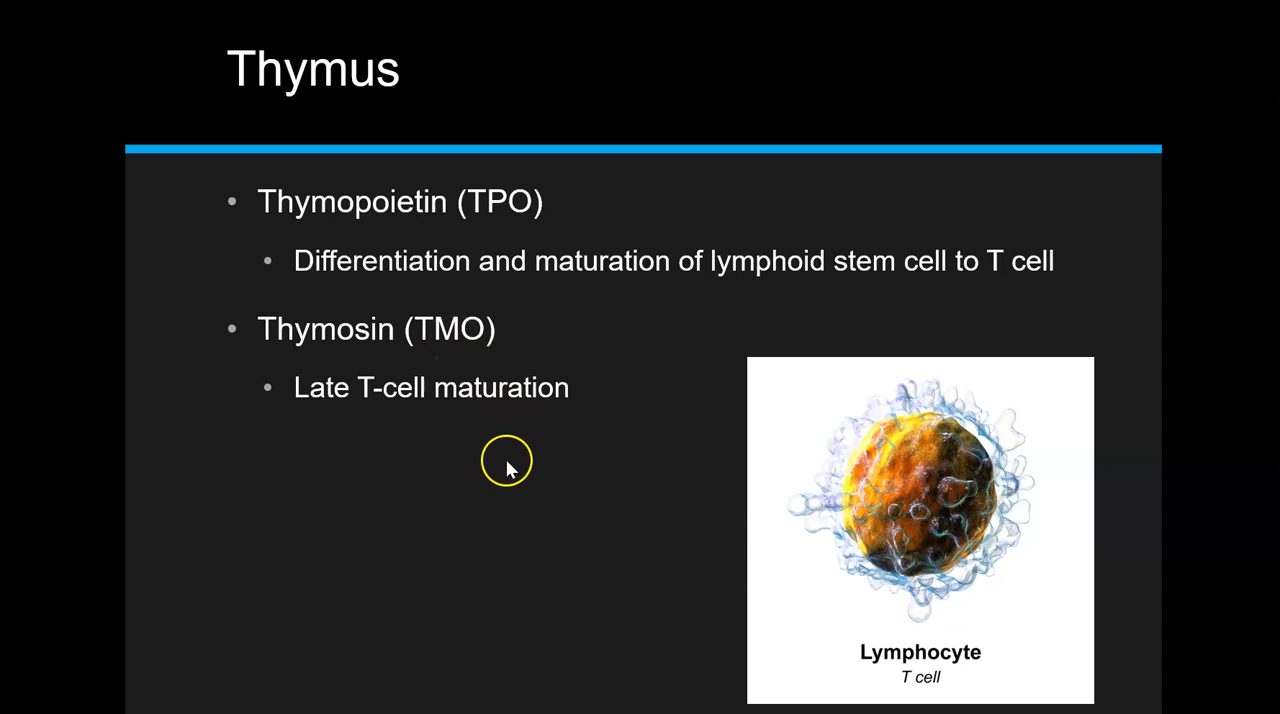 Thymus
• Thymopoietin (TPO)
• Differentiation and maturation of lymphoid stem cell to T cell
• Thymosin (TMO)
• Late T-cell maturation
Lymphocyte
T cell